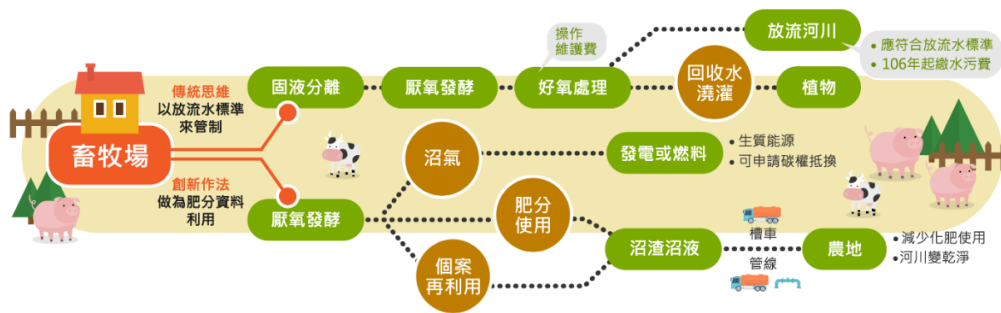 畜牧場
傳統思維
以放流水標準
來管制
固液分離
厭氧發酵
操作
維護費
好氧處理
放流河川
• 應符合放流水標準
• 106年起繳水污費
回收水
澆灌
植物
創新作法
做為肥分資料
利用
厭氧發酵
沼氣
發電或燃料
• 生質能源
• 可申請碳權抵換
肥分
使用
個案
再利用
沼渣沼液
槽車
管線
農地
• 減少化肥使用
• 河川變乾淨